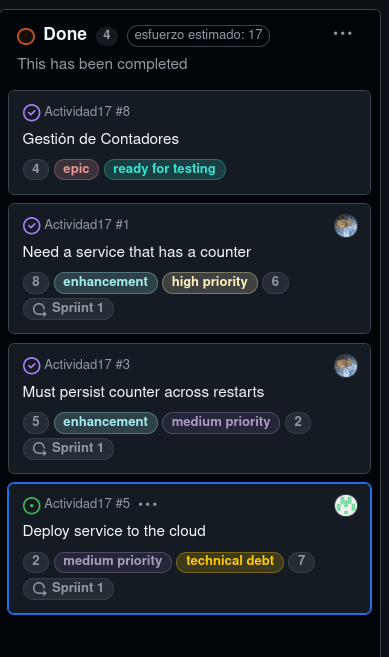 Done 4 esfuerzo estimado: 17 ···
This has been completed
Actividad17 #8
Gestión de Contadores
4 epic ready for testing
Actividad17 #1
Need a service that has a counter
8 enhancement high priority 6
Spriint 1
Actividad17 #3
Must persist counter across restarts
5 enhancement medium priority 2
Spriint 1
Actividad17 #5 ···
Deploy service to the cloud
2 medium priority technical debt 7
Spriint 1